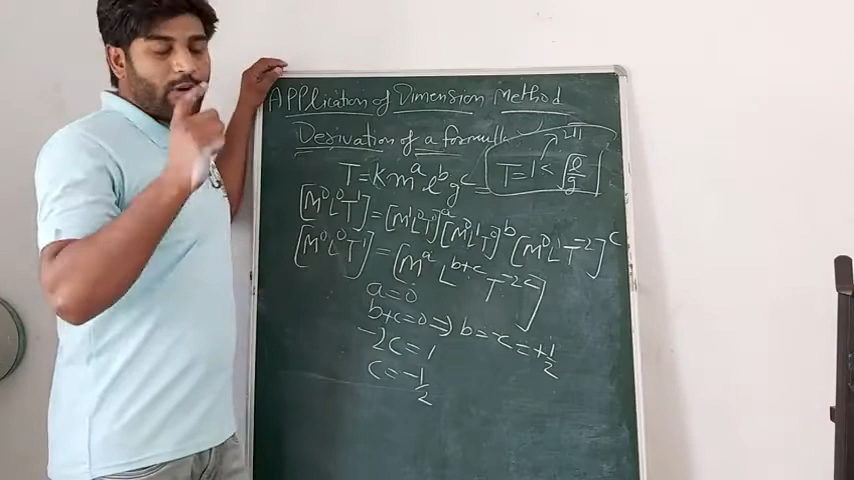 Application of Dimension Method
Derivation of a formula
T = K m^a l^b g^c
T = K √(l/g)
2π
[M⁰L⁰T¹] = [M¹L⁰T⁰]^a [M⁰L¹T⁰]^b [M⁰L¹T⁻²]^c
[M⁰L⁰T¹] = [M^a L^(b+c) T^(-2c)]
a = 0
b+c = 0 ⇒ b = -c = +1/2
-2c = 1
c = -1/2